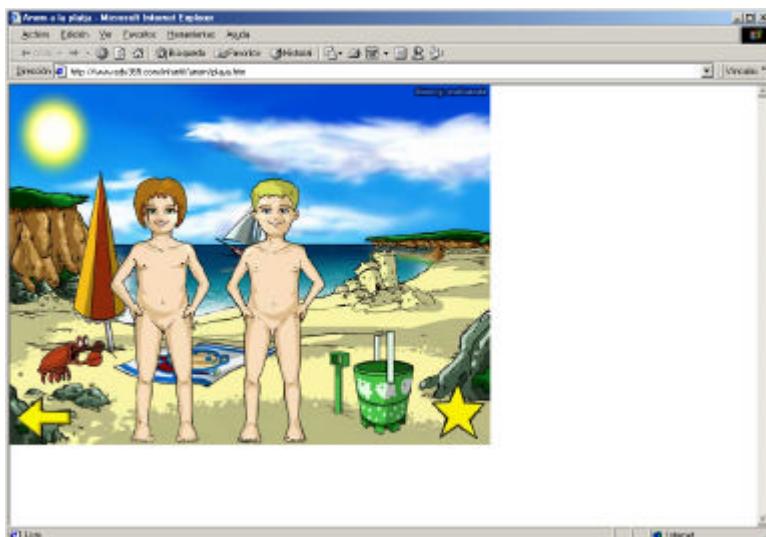 Anem a la platja - Microsoft Internet Explorer
Archivo Edición Ver Favoritos Herramientas Ayuda
Búsqueda Favoritos Historial
Dirección Vínculos
Listo Internet